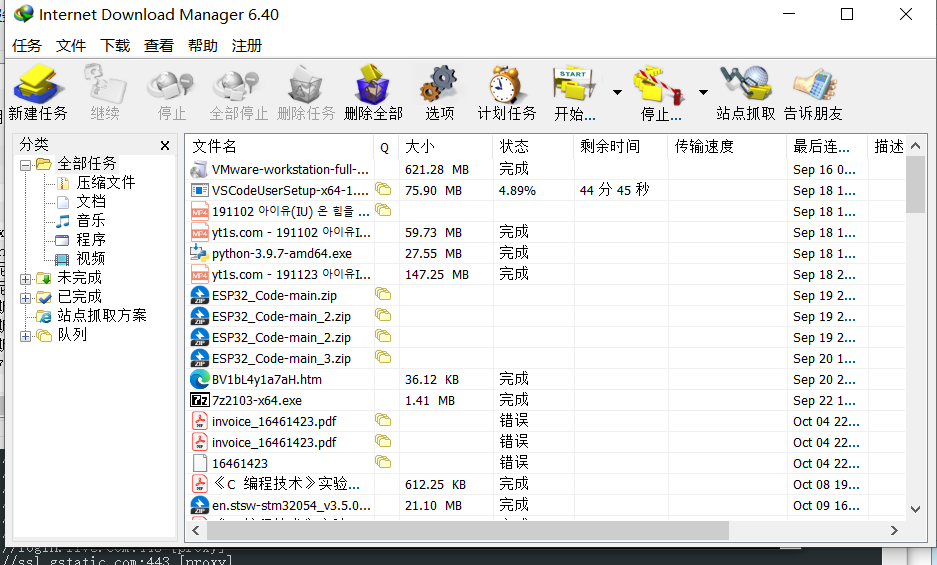 Internet Download Manager 6.40
任务 文件 下载 查看 帮助 注册
新建任务 继续 停止 全部停止 删除任务 删除全部 选项 计划任务 START 开始... 停止... 站点抓取 告诉朋友
分类
全部任务
压缩文件
文档
音乐
程序
视频
未完成
已完成
站点抓取方案
队列
文件名 Q 大小 状态 剩余时间 传输速度 最后连... 描述
VMware-workstation-full-... 621.28 MB 完成 Sep 16 0...
VSCodeUserSetup-x64-1.... 75.90 MB 4.89% 44 分 45 秒 Sep 18 1...
191102 아이유(IU) 온 힘을 ... Sep 18 1...
yt1s.com - 191102 아이유I... 59.73 MB 完成 Sep 18 1...
python-3.9.7-amd64.exe 27.55 MB 完成 Sep 18 2...
yt1s.com - 191123 아이유I... 147.25 MB 完成 Sep 18 2...
ESP32_Code-main.zip Sep 19 2...
ESP32_Code-main_2.zip Sep 19 2...
ESP32_Code-main_2.zip Sep 19 2...
ESP32_Code-main_3.zip Sep 20 1...
BV1bL4y1a7aH.htm 36.12 KB 完成 Sep 20 2...
7z2103-x64.exe 1.41 MB 完成 Sep 22 1...
invoice_16461423.pdf 错误 Oct 04 22...
invoice_16461423.pdf 错误 Oct 04 22...
16461423 错误 Oct 04 22...
《C 编程技术》实验... 612.25 KB 完成 Oct 08 19...
en.stsw-stm32054_v3.5.0... 21.10 MB 完成 Oct 09 16...
//login.live.com:443 [proxy]
//ssl.gstatic.com:443 [proxy]